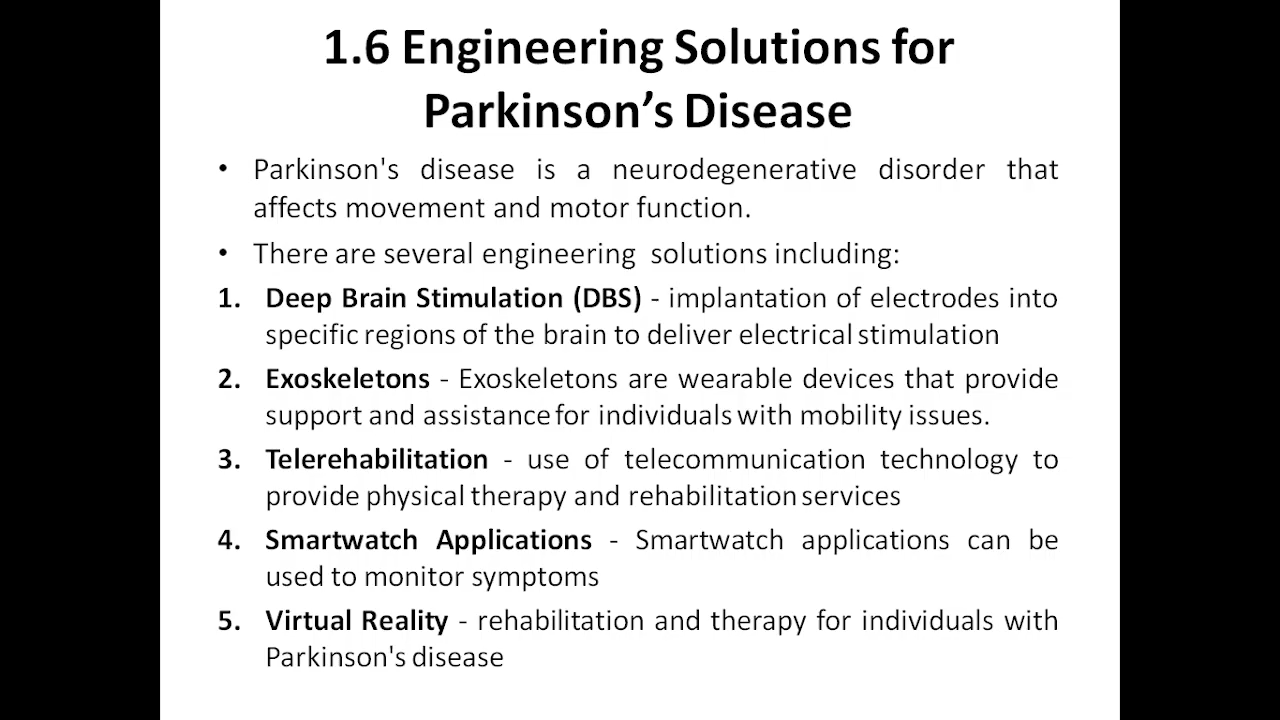 1.6 Engineering Solutions for
Parkinson’s Disease
• Parkinson's disease is a neurodegenerative disorder that
affects movement and motor function.
• There are several engineering solutions including:
1. Deep Brain Stimulation (DBS) - implantation of electrodes into
specific regions of the brain to deliver electrical stimulation
2. Exoskeletons - Exoskeletons are wearable devices that provide
support and assistance for individuals with mobility issues.
3. Telerehabilitation - use of telecommunication technology to
provide physical therapy and rehabilitation services
4. Smartwatch Applications - Smartwatch applications can be
used to monitor symptoms
5. Virtual Reality - rehabilitation and therapy for individuals with
Parkinson's disease